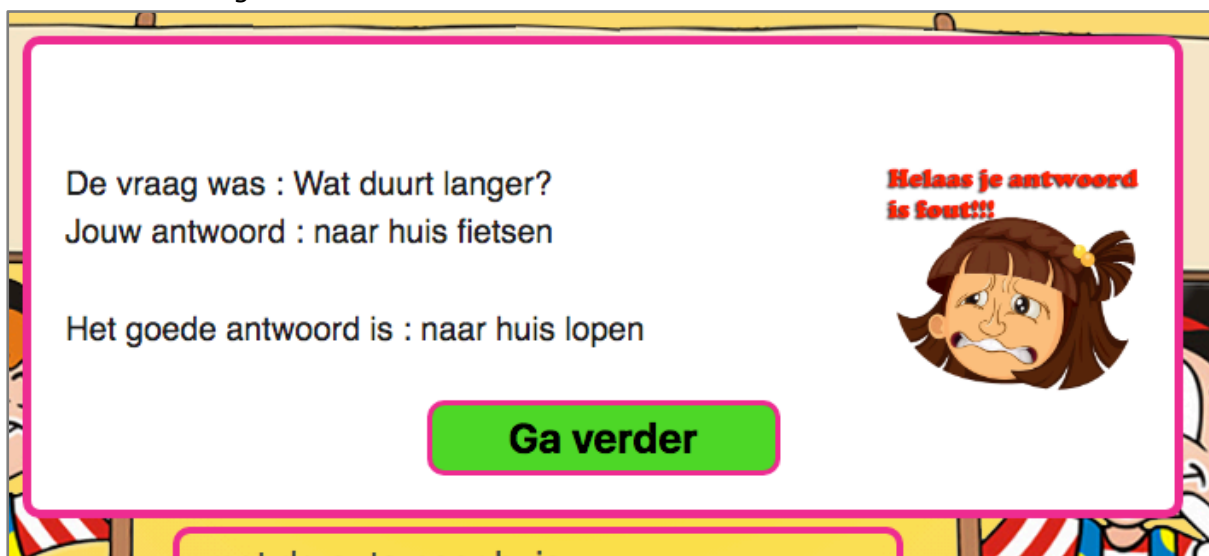 De vraag was : Wat duurt langer?
Jouw antwoord : naar huis fietsen
Het goede antwoord is : naar huis lopen
Helaas je antwoord
is fout!!!
Ga verder